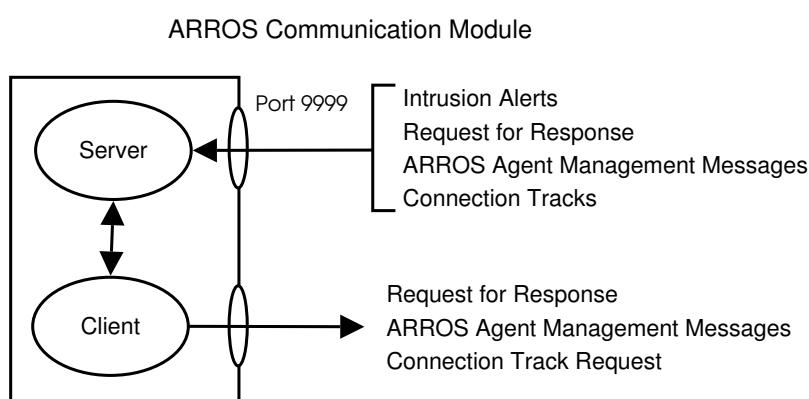 ARROS Communication Module
Port 9999
Intrusion Alerts
Request for Response
ARROS Agent Management Messages
Connection Tracks
Server
Client
Request for Response
ARROS Agent Management Messages
Connection Track Request